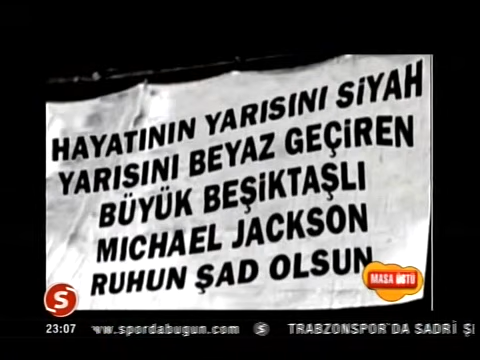 HAYATININ YARISINI SİYAH
YARISINI BEYAZ GEÇİREN
BÜYÜK BEŞİKTAŞLI
MICHAEL JACKSON
RUHUN ŞAD OLSUN
MASA ÜSTÜ
S
23:07 www.spordabugun.com S TRABZONSPOR'DA SADRİ